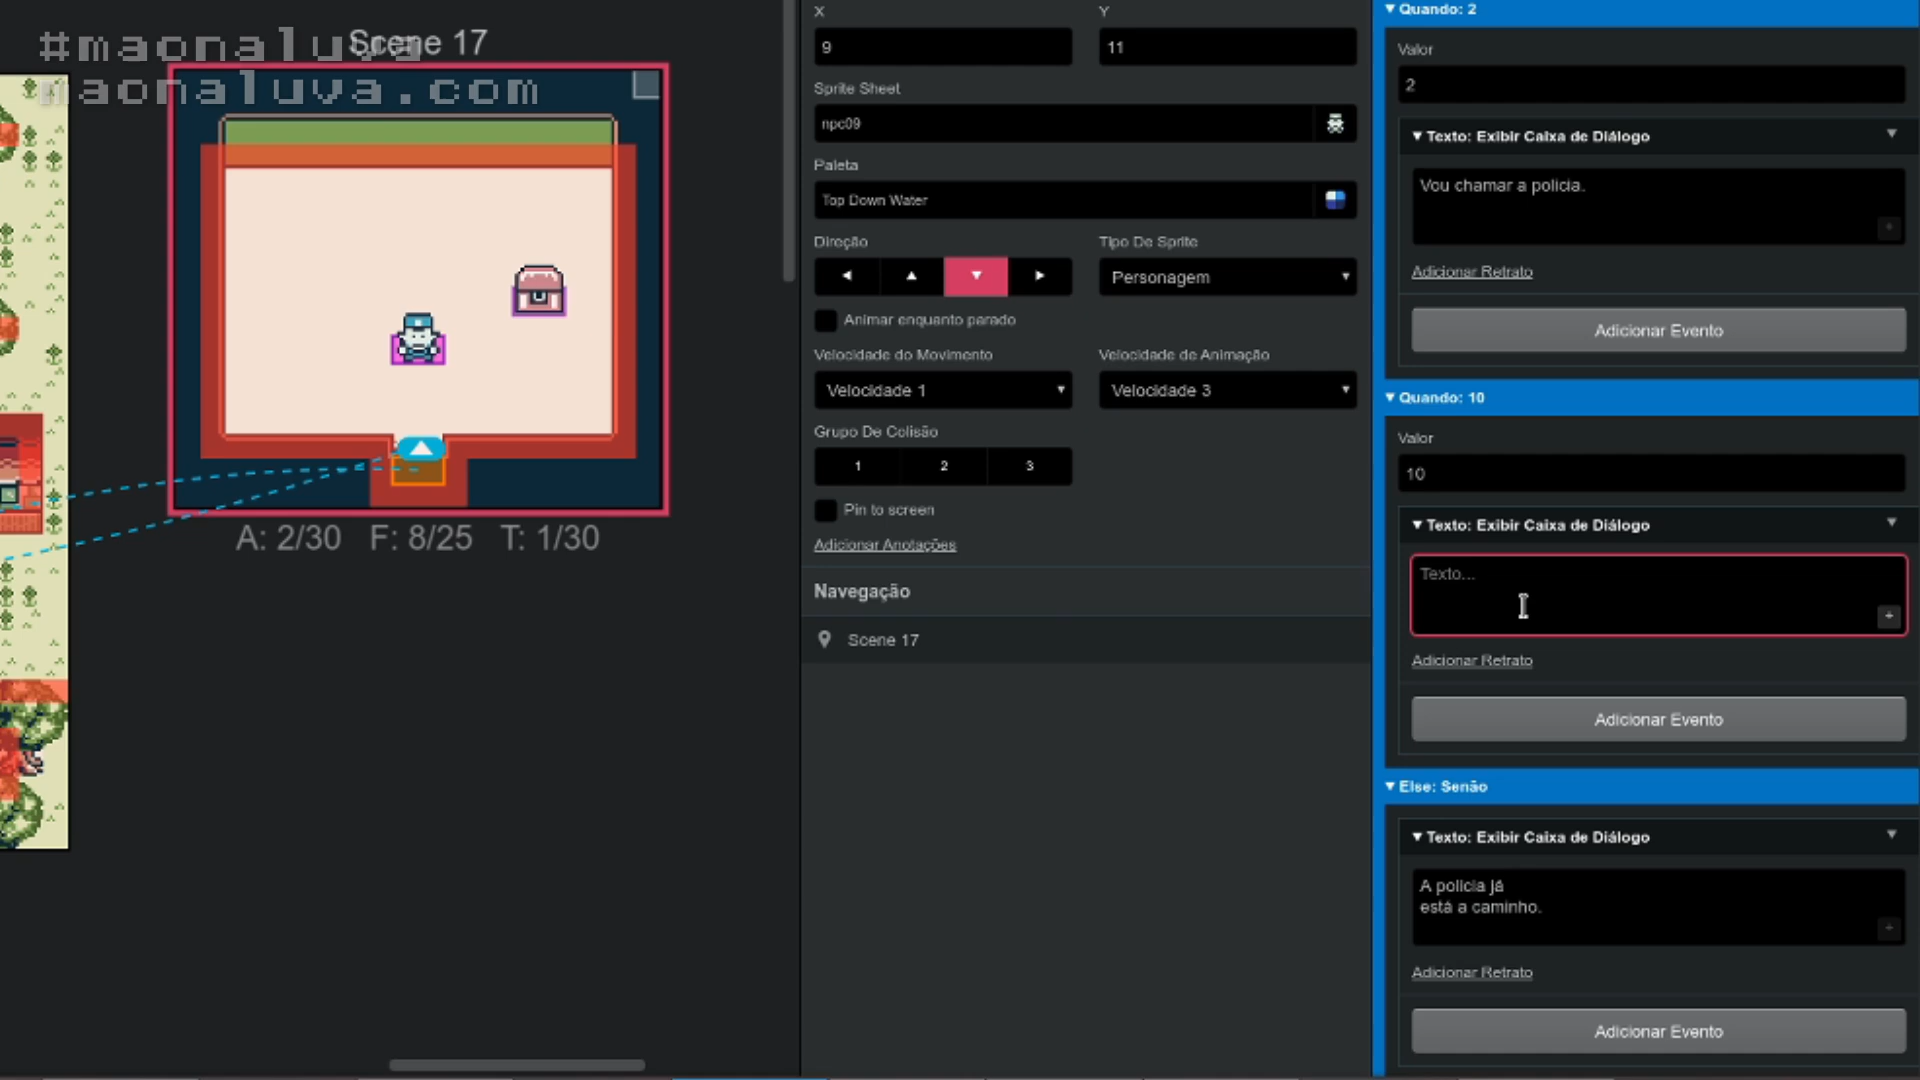 #maonaluva
Scene 17
maonaluva.com
A: 2/30 F: 8/25 T: 1/30
X
Y
9
11
Sprite Sheet
npc09
Paleta
Top Down Water
Direção
Tipo De Sprite
Personagem
Animar enquanto parado
Velocidade do Movimento
Velocidade de Animação
Velocidade 1
Velocidade 3
Grupo De Colisão
1
2
3
Pin to screen
Adicionar Anotações
Navegação
Scene 17
Quando: 2
Valor
2
Texto: Exibir Caixa de Diálogo
Vou chamar a policia.
Adicionar Retrato
Adicionar Evento
Quando: 10
Valor
10
Texto: Exibir Caixa de Diálogo
Texto...
+
Adicionar Retrato
Adicionar Evento
Else: Senão
Texto: Exibir Caixa de Diálogo
A policia já
está a caminho.
Adicionar Retrato
Adicionar Evento